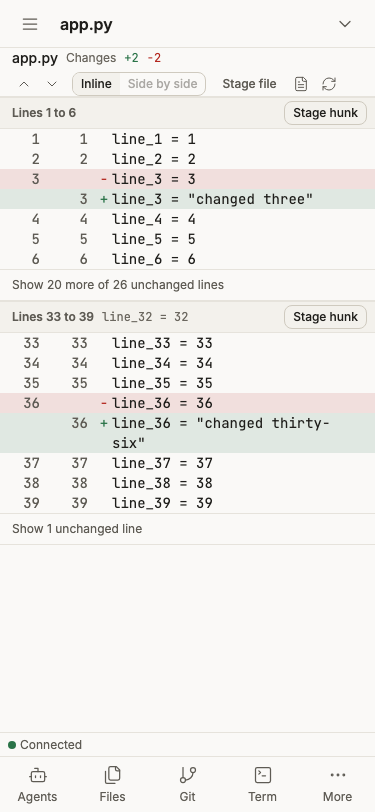 app.py
app.py Changes +2 -2
Inline Side by side Stage file
Lines 1 to 6 Stage hunk
1 1 line_1 = 1
2 2 line_2 = 2
3 - line_3 = 3
3 + line_3 = "changed three"
4 4 line_4 = 4
5 5 line_5 = 5
6 6 line_6 = 6
Show 20 more of 26 unchanged lines
Lines 33 to 39 line_32 = 32 Stage hunk
33 33 line_33 = 33
34 34 line_34 = 34
35 35 line_35 = 35
36 - line_36 = 36
36 + line_36 = "changed thirty-
six"
37 37 line_37 = 37
38 38 line_38 = 38
39 39 line_39 = 39
Show 1 unchanged line
Connected
Agents Files Git Term More